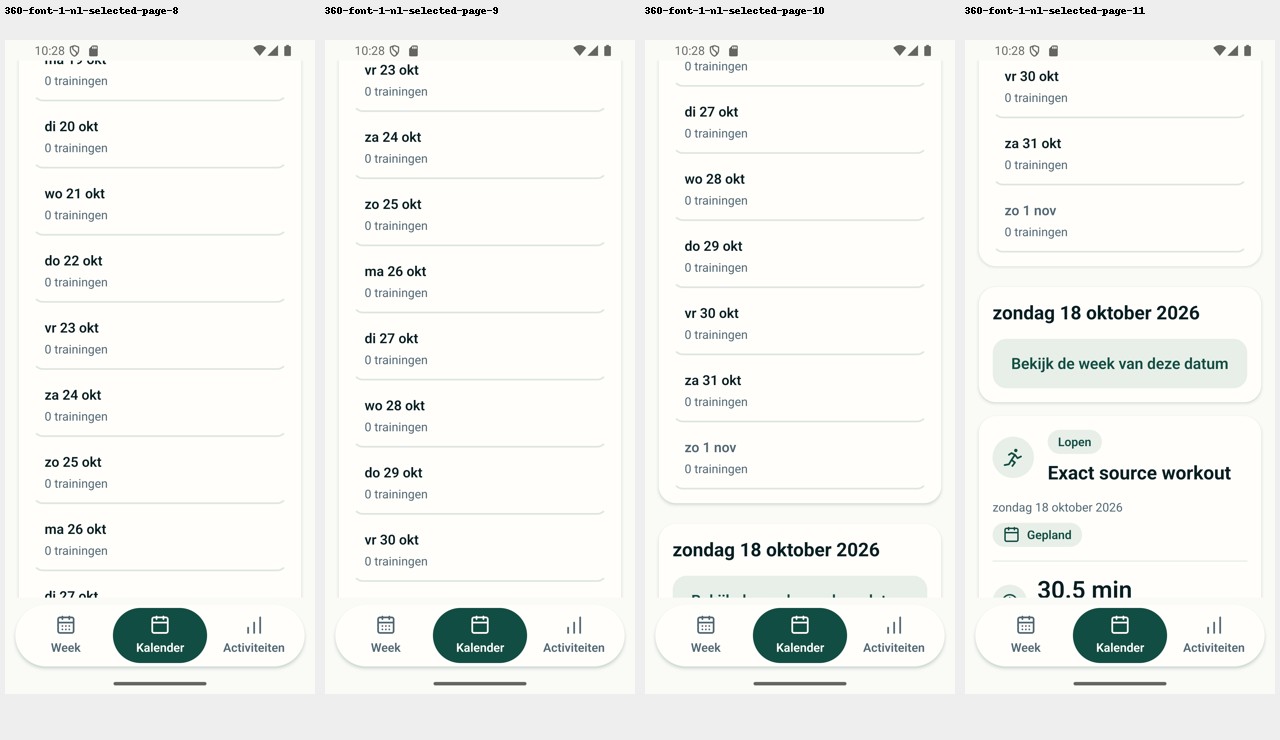 360-font-1-nl-selected-page-8
10:28
ma 19 okt
0 trainingen
di 20 okt
0 trainingen
wo 21 okt
0 trainingen
do 22 okt
0 trainingen
vr 23 okt
0 trainingen
za 24 okt
0 trainingen
zo 25 okt
0 trainingen
ma 26 okt
0 trainingen
di 27 okt
Week
Kalender
Activiteiten
360-font-1-nl-selected-page-9
10:28
vr 23 okt
0 trainingen
za 24 okt
0 trainingen
zo 25 okt
0 trainingen
ma 26 okt
0 trainingen
di 27 okt
0 trainingen
wo 28 okt
0 trainingen
do 29 okt
0 trainingen
vr 30 okt
0 trainingen
Week
Kalender
Activiteiten
360-font-1-nl-selected-page-10
10:28
0 trainingen
di 27 okt
0 trainingen
wo 28 okt
0 trainingen
do 29 okt
0 trainingen
vr 30 okt
0 trainingen
za 31 okt
0 trainingen
zo 1 nov
0 trainingen
zondag 18 oktober 2026
Week
Kalender
Activiteiten
360-font-1-nl-selected-page-11
10:28
vr 30 okt
0 trainingen
za 31 okt
0 trainingen
zo 1 nov
0 trainingen
zondag 18 oktober 2026
Bekijk de week van deze datum
Lopen
Exact source workout
zondag 18 oktober 2026
Gepland
30.5 min
Week
Kalender
Activiteiten